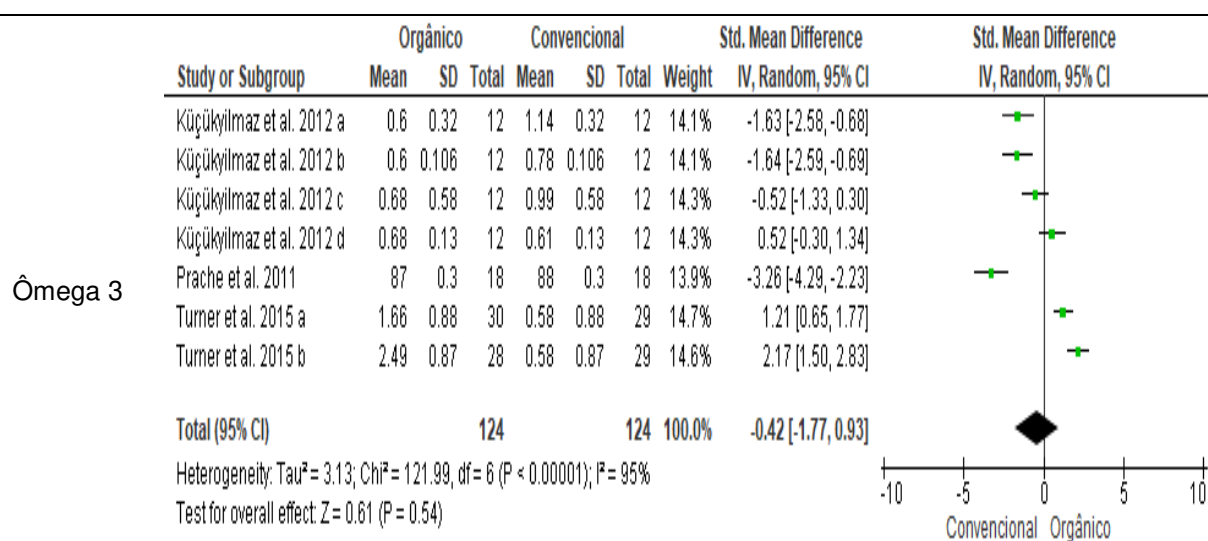 Orgânico Convencional Std. Mean Difference Std. Mean Difference
Study or Subgroup Mean SD Total Mean SD Total Weight IV, Random, 95% CI IV, Random, 95% CI
Küçükyilmaz et al. 2012 a 0.6 0.32 12 1.14 0.32 12 14.1% -1.63 [-2.58, -0.68]
Küçükyilmaz et al. 2012 b 0.6 0.106 12 0.78 0.106 12 14.1% -1.64 [-2.59, -0.69]
Küçükyilmaz et al. 2012 c 0.68 0.58 12 0.99 0.58 12 14.3% -0.52 [-1.33, 0.30]
Küçükyilmaz et al. 2012 d 0.68 0.13 12 0.61 0.13 12 14.3% 0.52 [-0.30, 1.34]
Ômega 3
Prache et al. 2011 87 0.3 18 88 0.3 18 13.9% -3.26 [-4.29, -2.23]
Turner et al. 2015 a 1.66 0.88 30 0.58 0.88 29 14.7% 1.21 [0.65, 1.77]
Turner et al. 2015 b 2.49 0.87 28 0.58 0.87 29 14.6% 2.17 [1.50, 2.83]
Total (95% CI) 124 124 100.0% -0.42 [-1.77, 0.93]
Heterogeneity: Tau² = 3.13; Chi² = 121.99, df = 6 (P < 0.00001); I² = 95%
Test for overall effect: Z = 0.61 (P = 0.54)
-10 -5 0 5 10
Convencional Orgânico